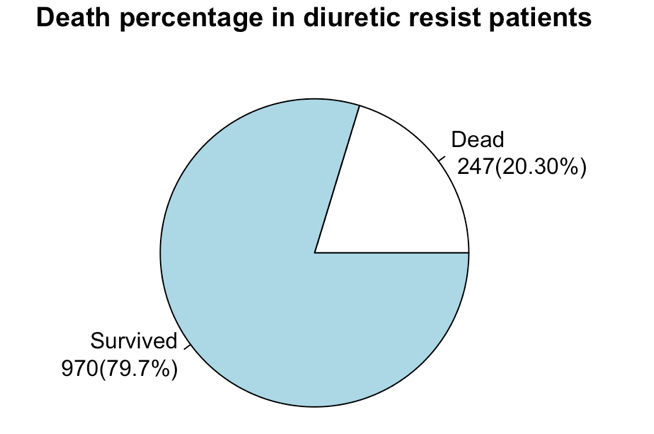 Death percentage in diuretic resist patients
Dead
247(20.30%)
Survived
970(79.7%)